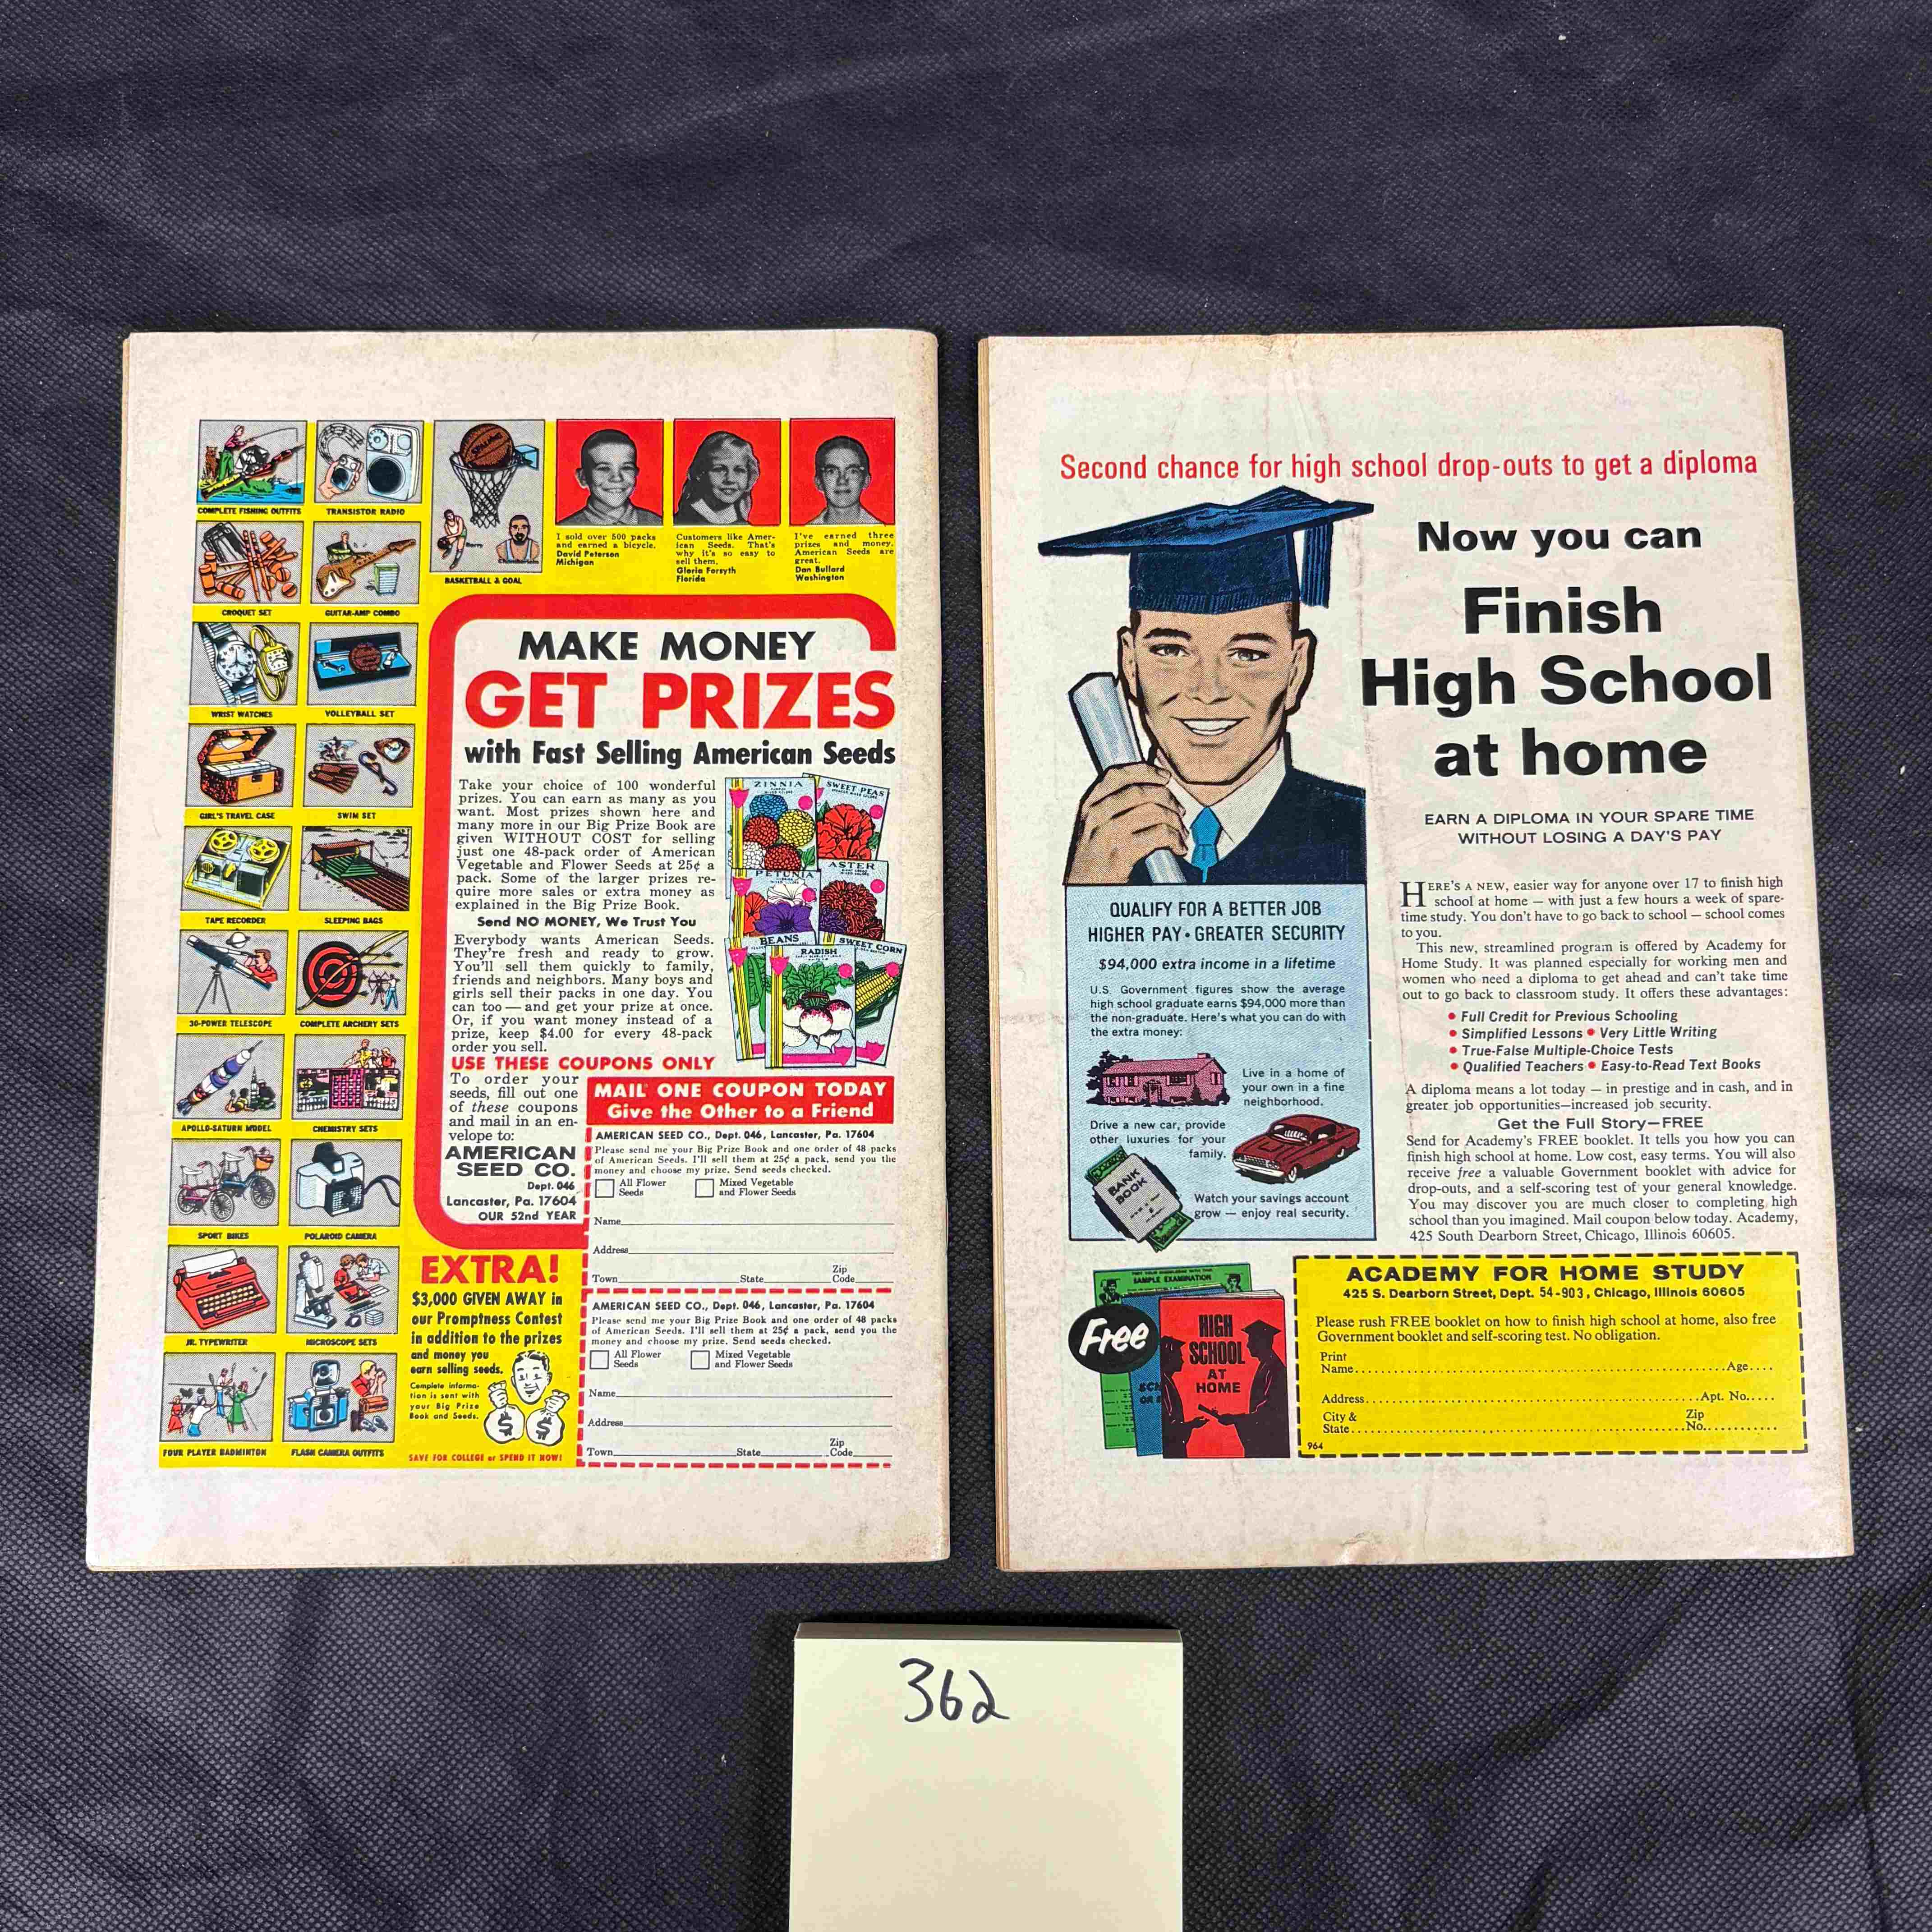 COMPLETE FISHING OUTFITS
TRANSISTOR RADIO
CROQUET SET
GUITAR-AMP COMBO
WRIST WATCHES
VOLLEYBALL SET
GIRL'S TRAVEL CASE
SWIM SET
TAPE RECORDER
SLEEPING BAGS
30-POWER TELESCOPE
COMPLETE ARCHERY SETS
APOLLO-SATURN MODEL
CHEMISTRY SETS
SPORT BIKES
POLAROID CAMERA
JR. TYPEWRITER
MICROSCOPE SETS
FOUR PLAYER BADMINTON
FLASH CAMERA OUTFITS
Barry
Chamberlain
BASKETBALL & GOAL
I sold over 500 packs
and earned a bicycle.
David Peterson
Michigan
Customers like Amer-
ican Seeds. That's
why it's so easy to
sell them.
Gloria Forsyth
Florida
I've earned three
prizes and money.
American Seeds are
great.
Dan Bullard
Washington
MAKE MONEY
GET PRIZES
with Fast Selling American Seeds
Take your choice of 100 wonderful
prizes. You can earn as many as you
want. Most prizes shown here and
many more in our Big Prize Book are
given WITHOUT COST for selling
just one 48-pack order of American
Vegetable and Flower Seeds at 25¢ a
pack. Some of the larger prizes re-
quire more sales or extra money as
explained in the Big Prize Book.
Send NO MONEY, We Trust You
Everybody wants American Seeds.
They're fresh and ready to grow.
You'll sell them quickly to family,
friends and neighbors. Many boys and
girls sell their packs in one day. You
can too — and get your prize at once.
Or, if you want money instead of a
prize, keep $4.00 for every 48-pack
order you sell.
ZINNIA
SWEET PEAS
ASTER
PETUNIA
BEANS
RADISH
SWEET CORN
USE THESE COUPONS ONLY
To order your
seeds, fill out one
of these coupons
and mail in an en-
velope to:
AMERICAN
SEED CO.
Dept. 046
Lancaster, Pa. 17604
OUR 52nd YEAR
MAIL ONE COUPON TODAY
Give the Other to a Friend
AMERICAN SEED CO., Dept. 046, Lancaster, Pa. 17604
Please send me your Big Prize Book and one order of 48 packs
of American Seeds. I'll sell them at 25¢ a pack, send you the
money and choose my prize. Send seeds checked.
All Flower
Seeds
Mixed Vegetable
and Flower Seeds
Name
Address
Town State Zip Code
AMERICAN SEED CO., Dept. 046, Lancaster, Pa. 17604
Please send me your Big Prize Book and one order of 48 packs
of American Seeds. I'll sell them at 25¢ a pack, send you the
money and choose my prize. Send seeds checked.
All Flower
Seeds
Mixed Vegetable
and Flower Seeds
Name
Address
Town State Zip Code
EXTRA!
$3,000 GIVEN AWAY in
our Promptness Contest
in addition to the prizes
and money you
earn selling seeds.
Complete informa-
tion is sent with
your Big Prize
Book and Seeds.
$ $
SAVE FOR COLLEGE or SPEND IT NOW!
Second chance for high school drop-outs to get a diploma
Now you can
Finish
High School
at home
EARN A DIPLOMA IN YOUR SPARE TIME
WITHOUT LOSING A DAY'S PAY
HERE'S A NEW, easier way for anyone over 17 to finish high
school at home — with just a few hours a week of spare-
time study. You don't have to go back to school — school comes
to you.
This new, streamlined program is offered by Academy for
Home Study. It was planned especially for working men and
women who need a diploma to get ahead and can't take time
out to go back to classroom study. It offers these advantages:
• Full Credit for Previous Schooling
• Simplified Lessons • Very Little Writing
• True-False Multiple-Choice Tests
• Qualified Teachers • Easy-to-Read Text Books
A diploma means a lot today — in prestige and in cash, and in
greater job opportunities—increased job security.
Get the Full Story—FREE
Send for Academy's FREE booklet. It tells you how you can
finish high school at home. Low cost, easy terms. You will also
receive free a valuable Government booklet with advice for
drop-outs, and a self-scoring test of your general knowledge.
You may discover you are much closer to completing high
school than you imagined. Mail coupon below today. Academy,
425 South Dearborn Street, Chicago, Illinois 60605.
QUALIFY FOR A BETTER JOB
HIGHER PAY • GREATER SECURITY
$94,000 extra income in a lifetime
U.S. Government figures show the average
high school graduate earns $94,000 more than
the non-graduate. Here's what you can do with
the extra money:
Live in a home of
your own in a fine
neighborhood.
Drive a new car, provide
other luxuries for your
family.
BANK
BOOK
Watch your savings account
grow — enjoy real security.
SAMPLE EXAMINATION
Free
HIGH
SCHOOL
AT
HOME
ACADEMY FOR HOME STUDY
425 S. Dearborn Street, Dept. 54-903, Chicago, Illinois 60605
Please rush FREE booklet on how to finish high school at home, also free
Government booklet and self-scoring test. No obligation.
Print
Name Age
Address Apt. No.
City &
State Zip No.
964
362